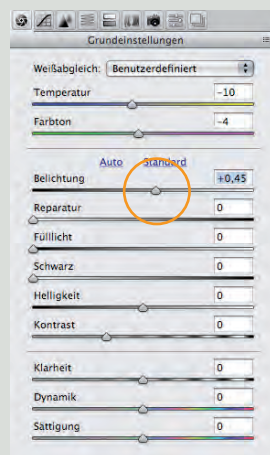 Grundeinstellungen
Weißabgleich: Benutzerdefiniert
Temperatur -10
Farbton -4
Auto Standard
Belichtung +0,45
Reparatur 0
Fülllicht 0
Schwarz 0
Helligkeit 0
Kontrast 0
Klarheit 0
Dynamik 0
Sättigung 0